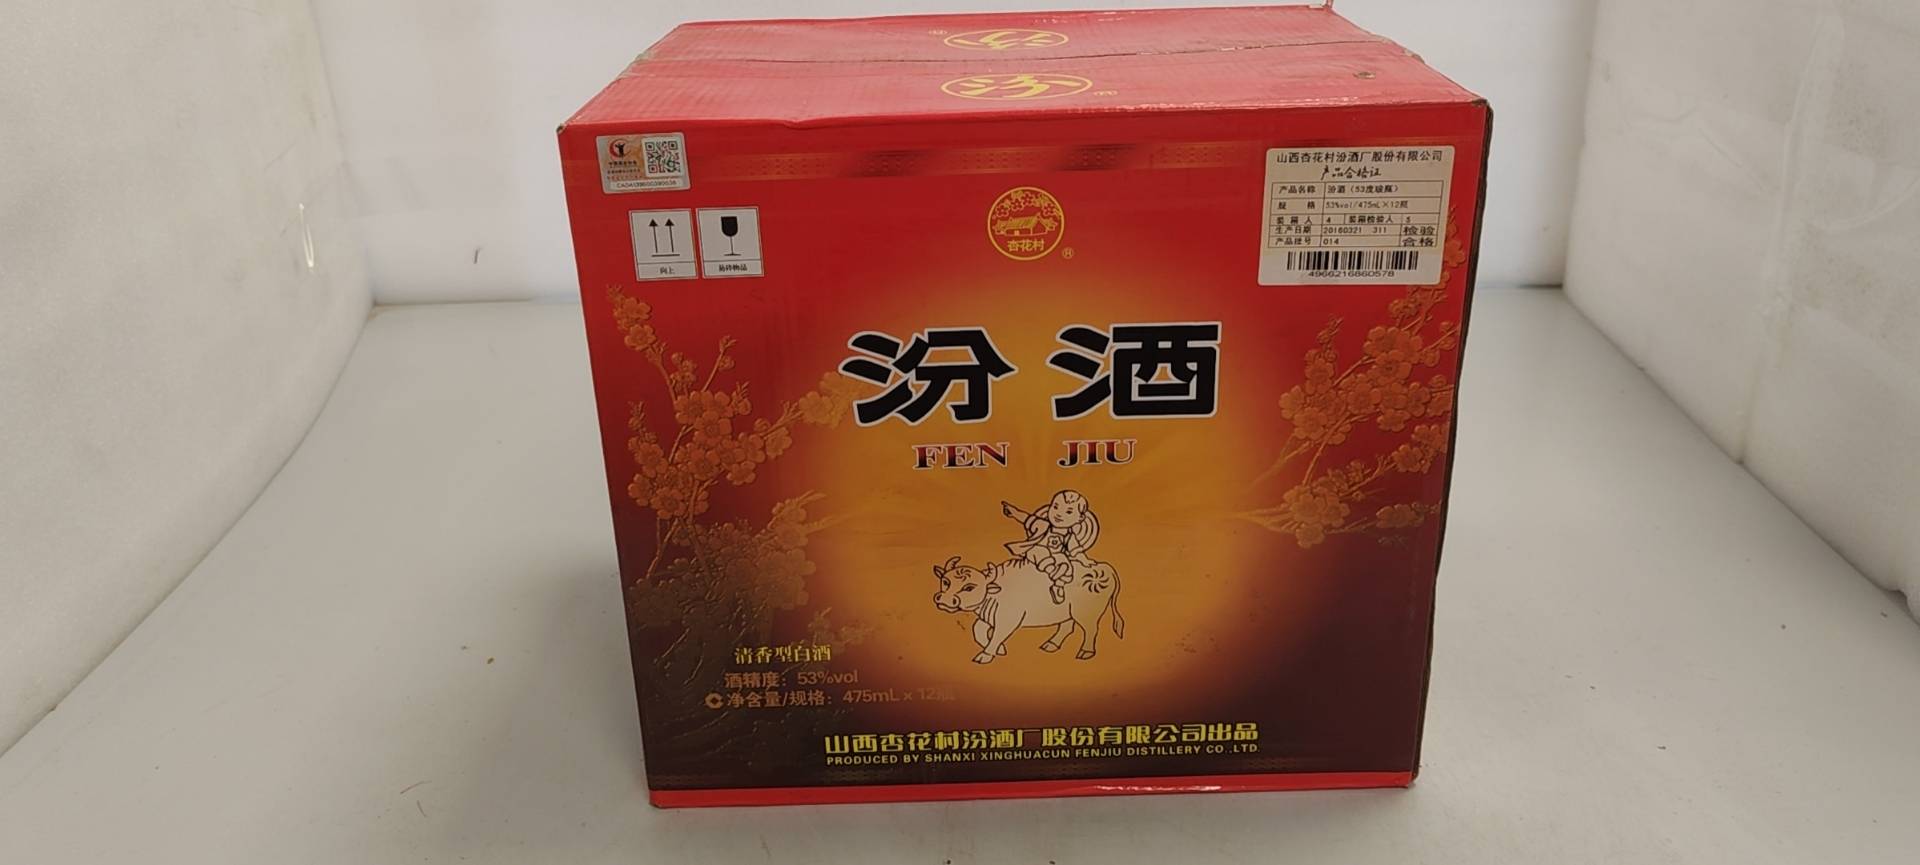 汾
汾
CADA139600390038
向上
易碎物品
杏花村
®
山西杏花村汾酒厂股份有限公司
产品合格证
产品名称 汾酒（53度玻瓶）
规 格 53%vol/475mL×12瓶
装箱人 4 装箱检验人 5
生产日期 20160321 311 检验
产品批号 014 合格
4966216860578
汾酒
FEN JIU
清香型白酒
酒精度：53%vol
净含量/规格：475mL×12瓶
山西杏花村汾酒厂股份有限公司出品
PRODUCED BY SHANXI XINGHUACUN FENJIU DISTILLERY CO.,LTD.